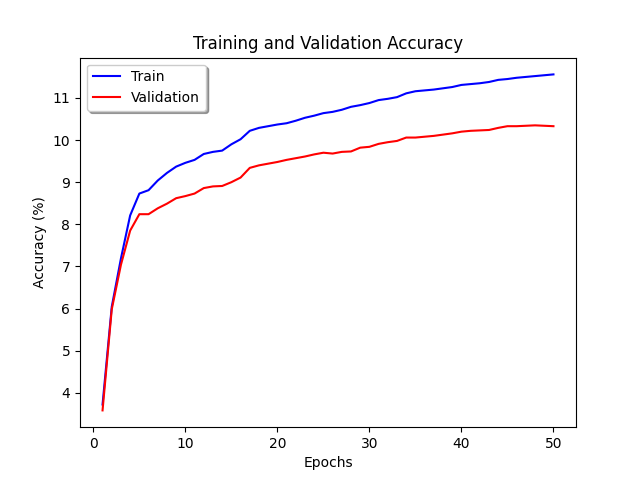 Training and Validation Accuracy
Train
Validation
11
10
9
8
7
6
5
4
Accuracy (%)
0 10 20 30 40 50
Epochs